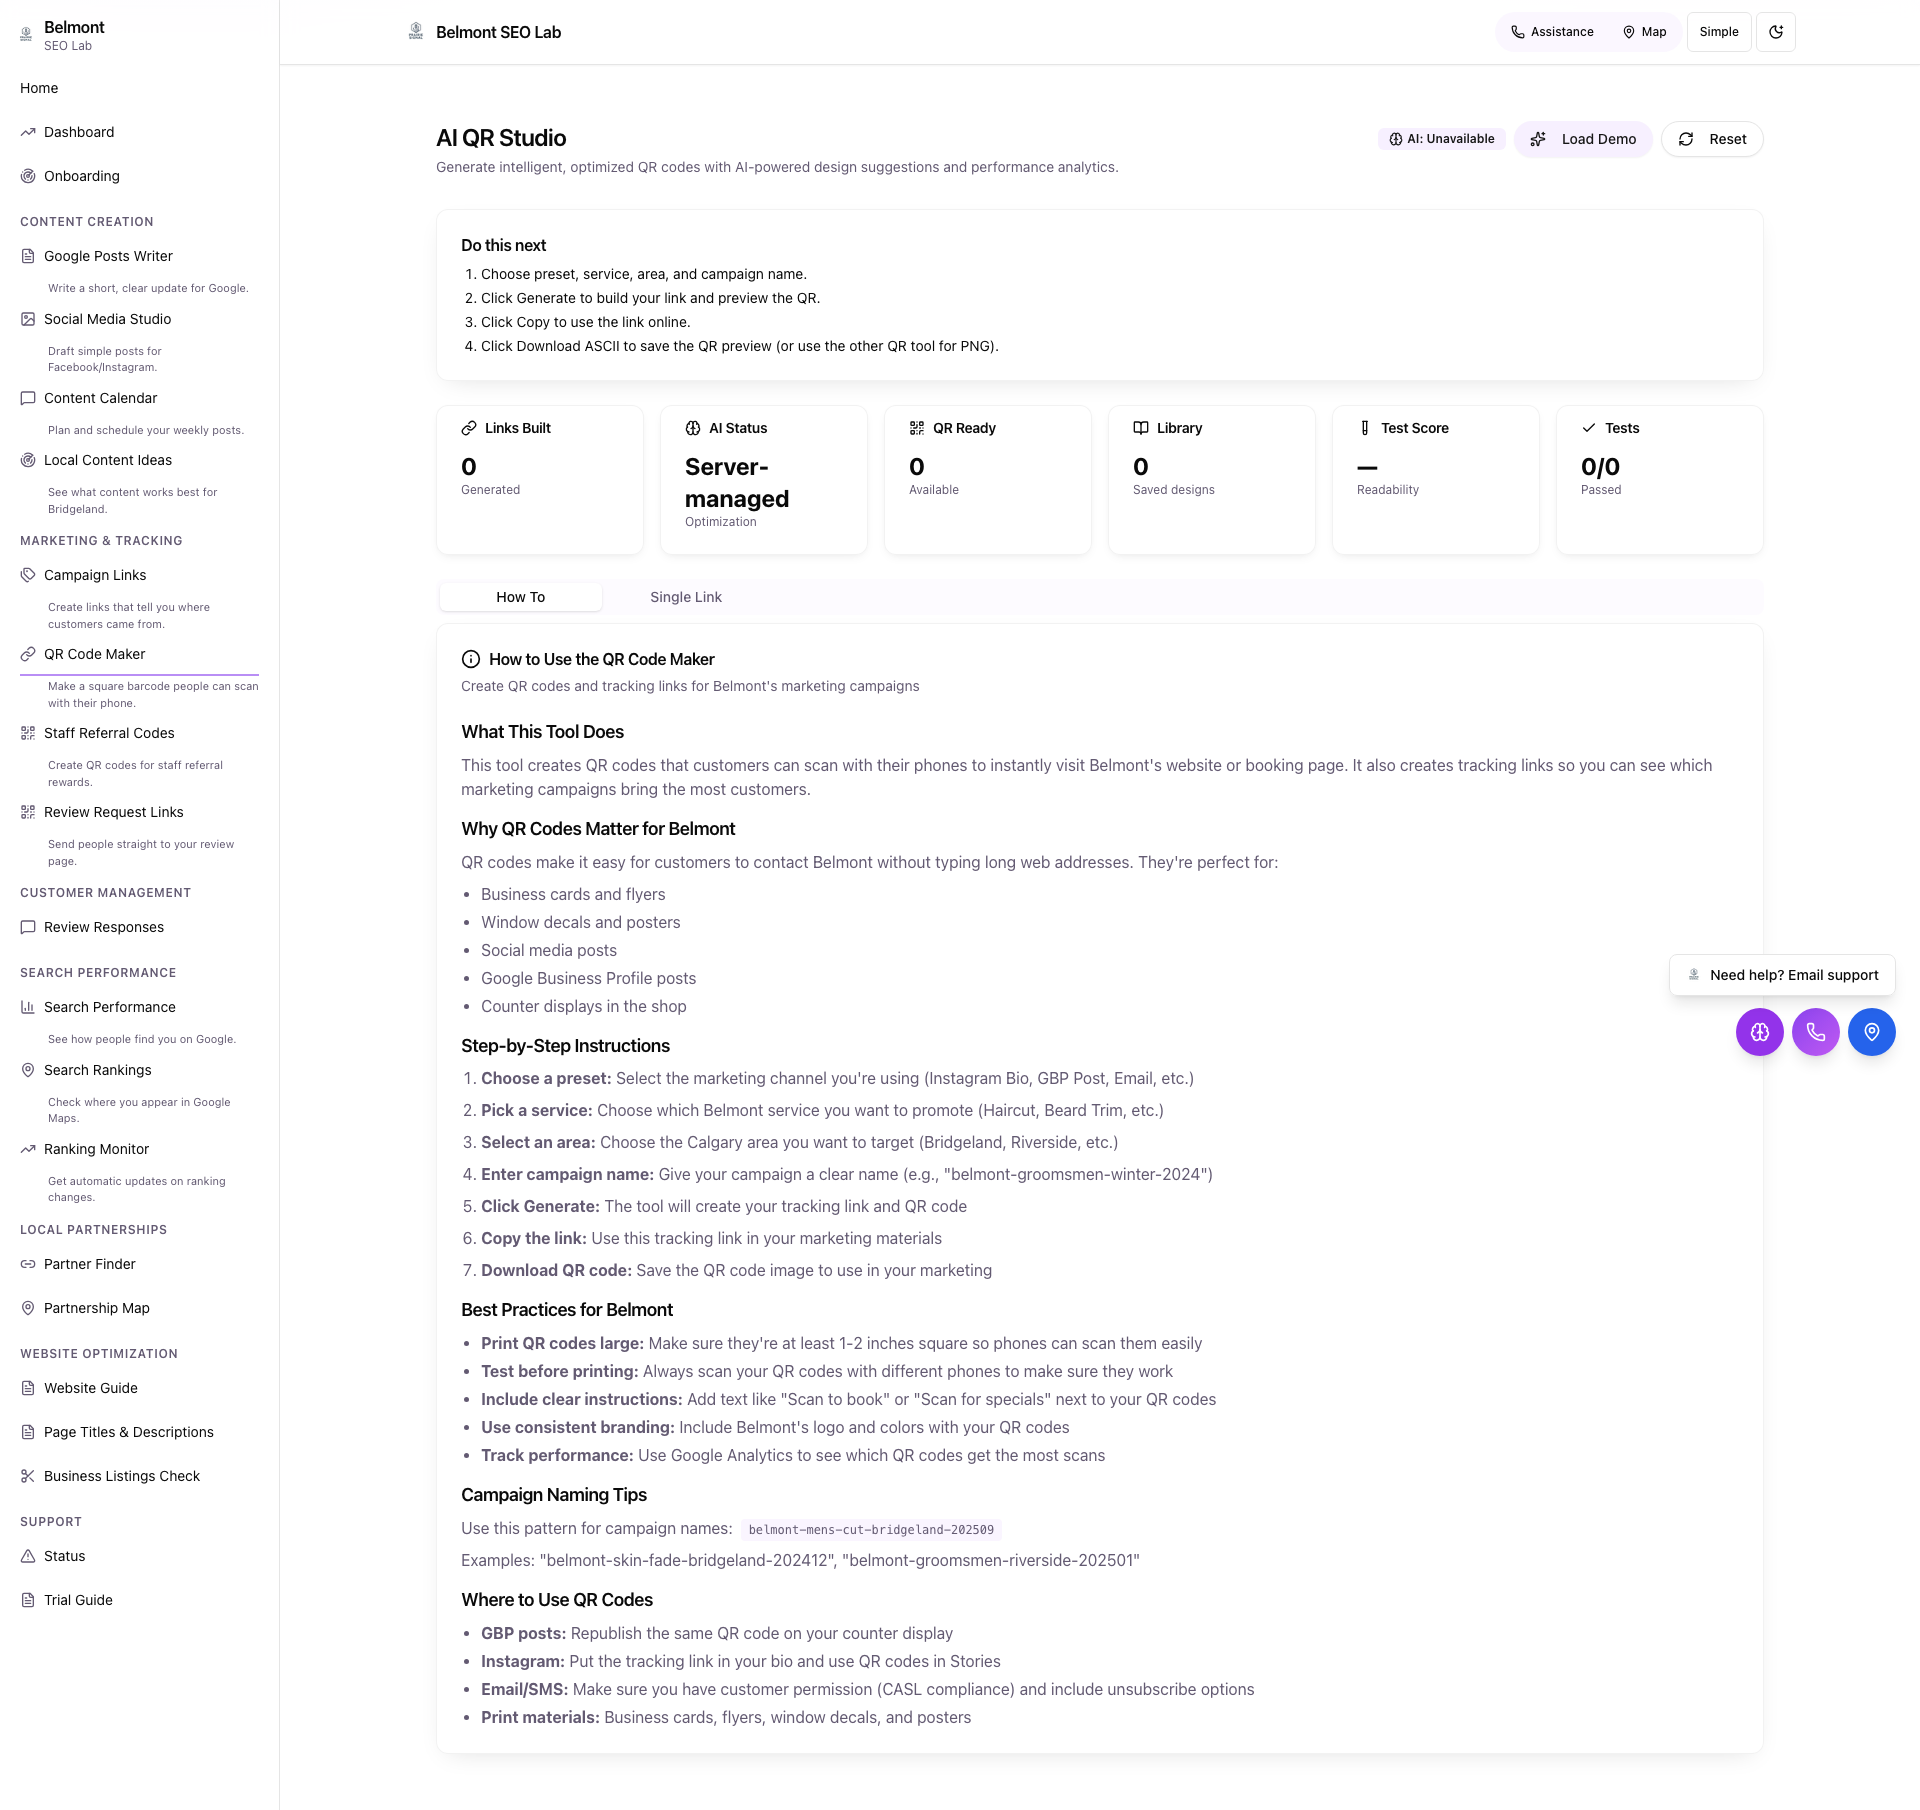 Belmont
SEO Lab
Home
Dashboard
Onboarding
CONTENT CREATION
Google Posts Writer
Write a short, clear update for Google.
Social Media Studio
Draft simple posts for
Facebook/Instagram.
Content Calendar
Plan and schedule your weekly posts.
Local Content Ideas
See what content works best for
Bridgeland.
MARKETING & TRACKING
Campaign Links
Create links that tell you where
customers came from.
QR Code Maker
Make a square barcode people can scan
with their phone.
Staff Referral Codes
Create QR codes for staff referral
rewards.
Review Request Links
Send people straight to your review
page.
CUSTOMER MANAGEMENT
Review Responses
SEARCH PERFORMANCE
Search Performance
See how people find you on Google.
Search Rankings
Check where you appear in Google
Maps.
Ranking Monitor
Get automatic updates on ranking
changes.
LOCAL PARTNERSHIPS
Partner Finder
Partnership Map
WEBSITE OPTIMIZATION
Website Guide
Page Titles & Descriptions
Business Listings Check
SUPPORT
Status
Trial Guide
Belmont SEO Lab
Assistance
Map
Simple
AI QR Studio
Generate intelligent, optimized QR codes with AI-powered design suggestions and performance analytics.
AI: Unavailable
Load Demo
Reset
Do this next
1. Choose preset, service, area, and campaign name.
2. Click Generate to build your link and preview the QR.
3. Click Copy to use the link online.
4. Click Download ASCII to save the QR preview (or use the other QR tool for PNG).
Links Built
0
Generated
AI Status
Server-
managed
Optimization
QR Ready
0
Available
Library
0
Saved designs
Test Score
—
Readability
Tests
0/0
Passed
How To
Single Link
How to Use the QR Code Maker
Create QR codes and tracking links for Belmont's marketing campaigns
What This Tool Does
This tool creates QR codes that customers can scan with their phones to instantly visit Belmont's website or booking page. It also creates tracking links so you can see which
marketing campaigns bring the most customers.
Why QR Codes Matter for Belmont
QR codes make it easy for customers to contact Belmont without typing long web addresses. They're perfect for:
• Business cards and flyers
• Window decals and posters
• Social media posts
• Google Business Profile posts
• Counter displays in the shop
Step-by-Step Instructions
1. Choose a preset: Select the marketing channel you're using (Instagram Bio, GBP Post, Email, etc.)
2. Pick a service: Choose which Belmont service you want to promote (Haircut, Beard Trim, etc.)
3. Select an area: Choose the Calgary area you want to target (Bridgeland, Riverside, etc.)
4. Enter campaign name: Give your campaign a clear name (e.g., "belmont-groomsmen-winter-2024")
5. Click Generate: The tool will create your tracking link and QR code
6. Copy the link: Use this tracking link in your marketing materials
7. Download QR code: Save the QR code image to use in your marketing
Best Practices for Belmont
• Print QR codes large: Make sure they're at least 1-2 inches square so phones can scan them easily
• Test before printing: Always scan your QR codes with different phones to make sure they work
• Include clear instructions: Add text like "Scan to book" or "Scan for specials" next to your QR codes
• Use consistent branding: Include Belmont's logo and colors with your QR codes
• Track performance: Use Google Analytics to see which QR codes get the most scans
Campaign Naming Tips
Use this pattern for campaign names: belmont-mens-cut-bridgeland-202509
Examples: "belmont-skin-fade-bridgeland-202412", "belmont-groomsmen-riverside-202501"
Where to Use QR Codes
• GBP posts: Republish the same QR code on your counter display
• Instagram: Put the tracking link in your bio and use QR codes in Stories
• Email/SMS: Make sure you have customer permission (CASL compliance) and include unsubscribe options
• Print materials: Business cards, flyers, window decals, and posters
Need help? Email support